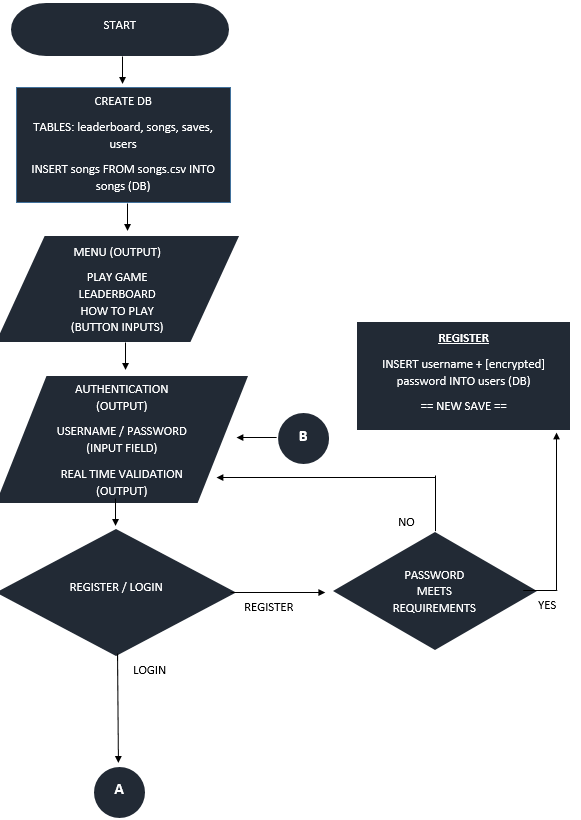 START
CREATE DB
TABLES: leaderboard, songs, saves,
users
INSERT songs FROM songs.csv INTO
songs (DB)
MENU (OUTPUT)
PLAY GAME
LEADERBOARD
HOW TO PLAY
(BUTTON INPUTS)
REGISTER
INSERT username + [encrypted]
password INTO users (DB)
== NEW SAVE ==
AUTHENTICATION
(OUTPUT)
USERNAME / PASSWORD
(INPUT FIELD)
REAL TIME VALIDATION
(OUTPUT)
B
NO
REGISTER / LOGIN
PASSWORD
MEETS
REQUIREMENTS
REGISTER
YES
LOGIN
A